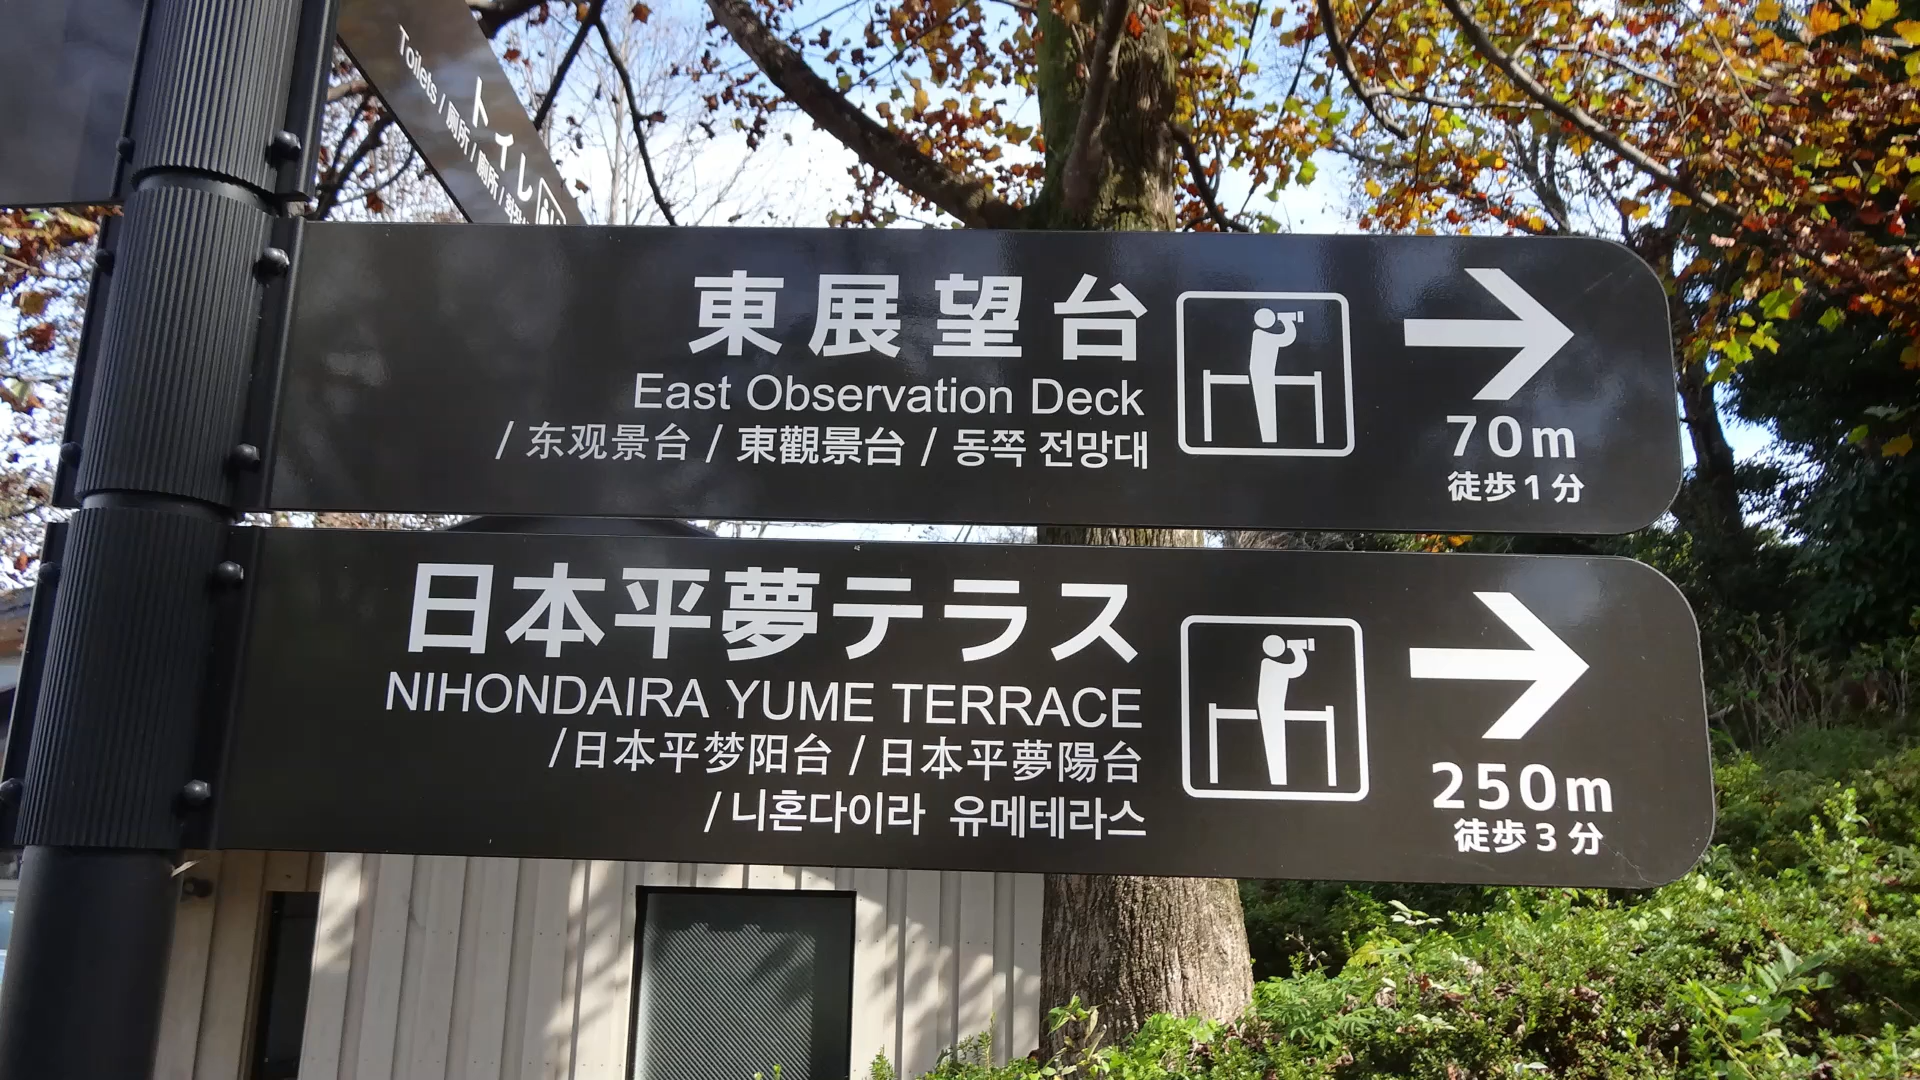 トイレ
Toilets / 厕所 / 廁所 /
東展望台
East Observation Deck
/ 东观景台 / 東觀景台 / 동쪽 전망대
70m
徒歩1分
日本平夢テラス
NIHONDAIRA YUME TERRACE
/日本平梦阳台 / 日本平夢陽台
/니혼다이라 유메테라스
250m
徒歩3分